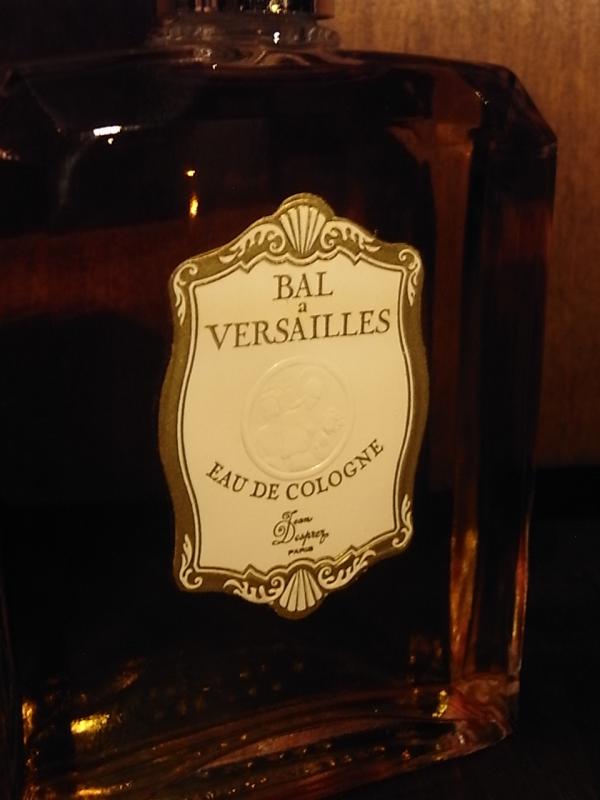 BAL
a
VERSAILLES
EAU DE COLOGNE
Jean
Desprez
PARIS